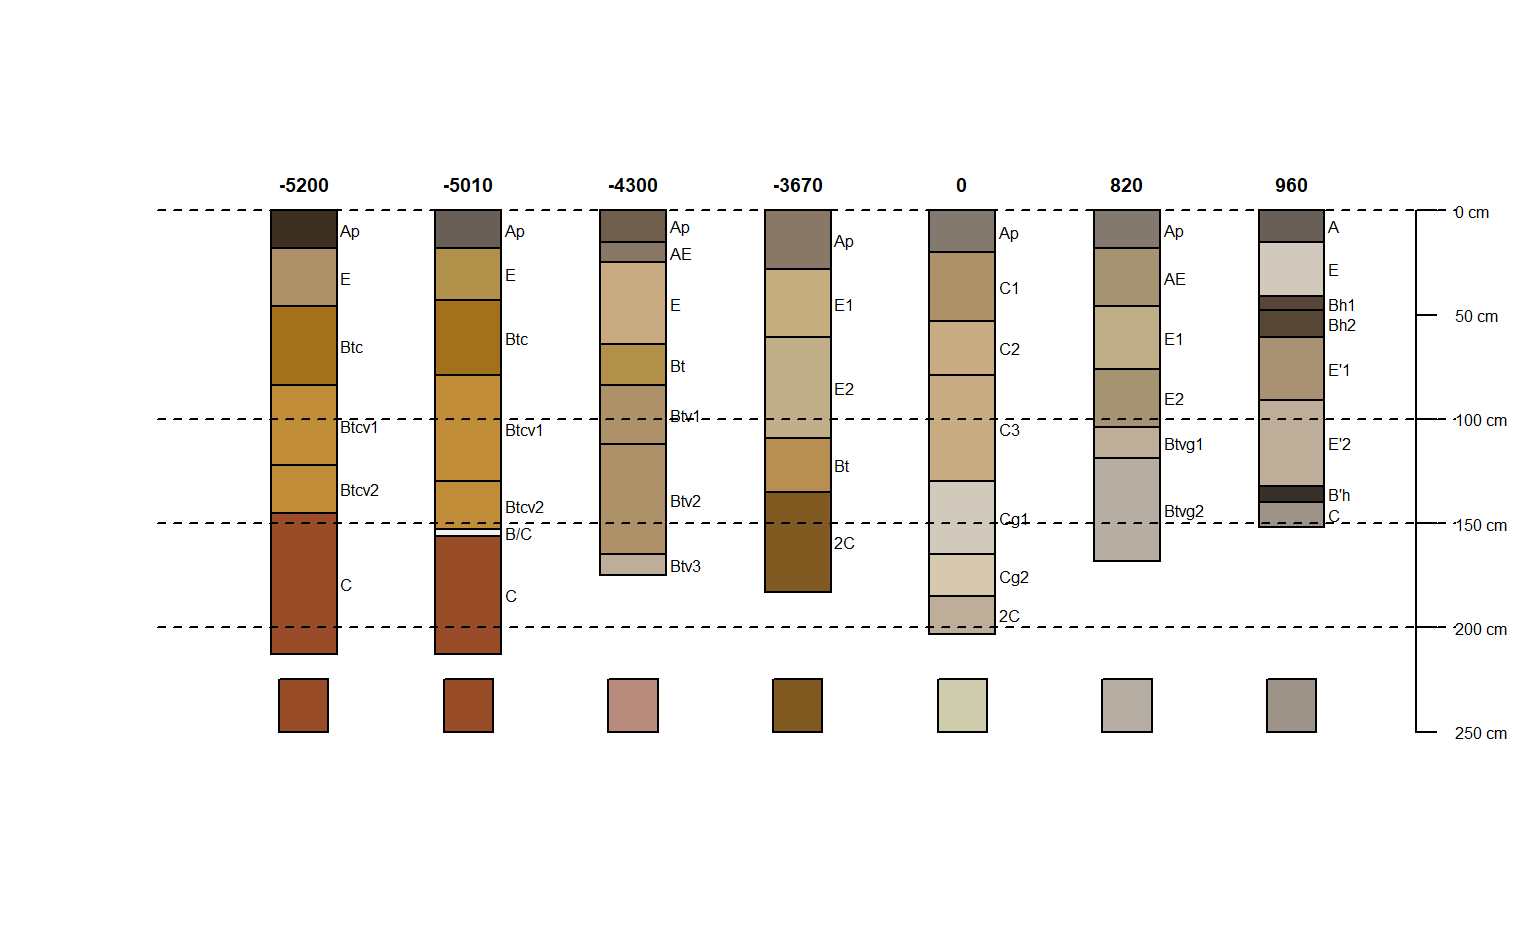 -5200 -5010 -4300 -3670 0 820 960
0 cm
50 cm
100 cm
150 cm
200 cm
250 cm
Ap
E
Btc
Btcv1
Btcv2
C
Ap
E
Btc
Btcv1
Btcv2
B/C
C
Ap
AE
E
Bt
Btv1
Btv2
Btv3
Ap
E1
E2
Bt
2C
Ap
C1
C2
C3
Cg1
Cg2
2C
Ap
AE
E1
E2
Btvg1
Btvg2
A
E
Bh1
Bh2
E'1
E'2
B'h
C